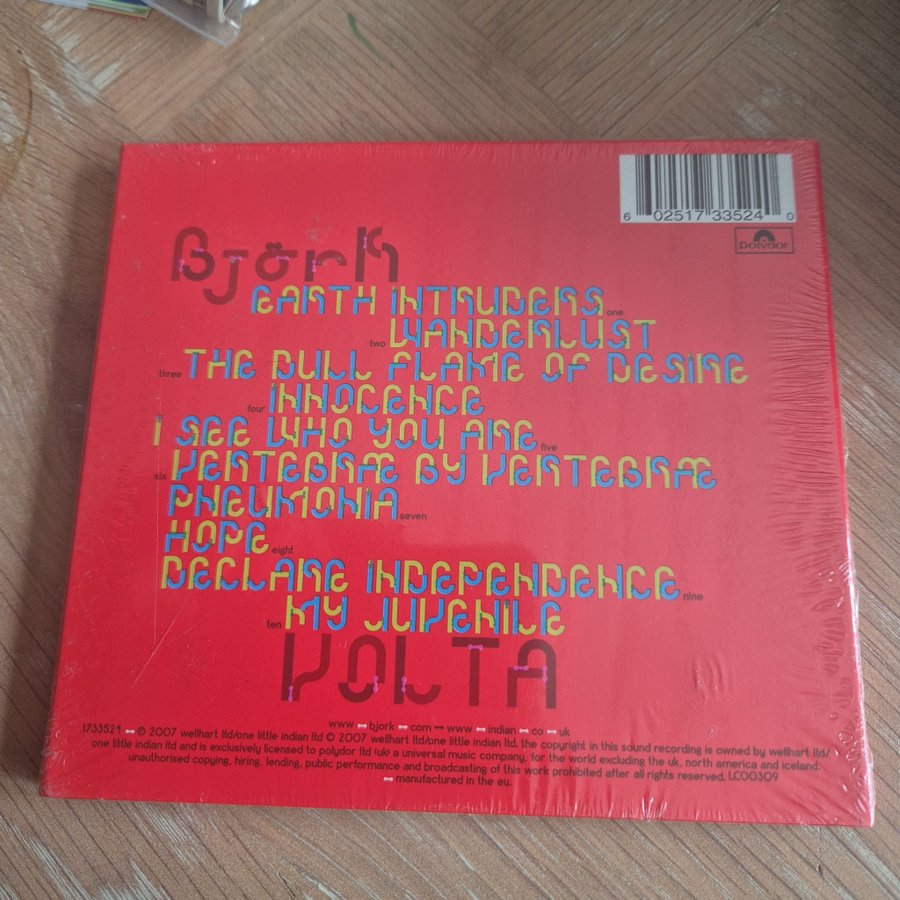 6 02517 33524 0
Polydor
Björk
EARTH INTRUDERS one
two WANDERLUST
three THE DULL FLAME OF DESIRE
four INNOCENCE
I SEE WHO YOU ARE five
six VERTEBRÆ BY VERTEBRÆ
PNEUMONIA seven
HOPE eight
DECLARE INDEPENDENCE nine
ten MY JUVENILE
VOLTA
www bjork com www indian co uk
1733524 ℗ 2007 wellhart ltd/one little indian ltd © 2007 wellhart ltd/one little indian ltd. the copyright in this sound recording is owned by wellhart ltd/
one little indian ltd and is exclusively licensed to polydor ltd (uk) a universal music company, for the world excluding the uk, north america and iceland.
unauthorised copying, hiring, lending, public performance and broadcasting of this work prohibited after all rights reserved. LC00309
manufactured in the eu.